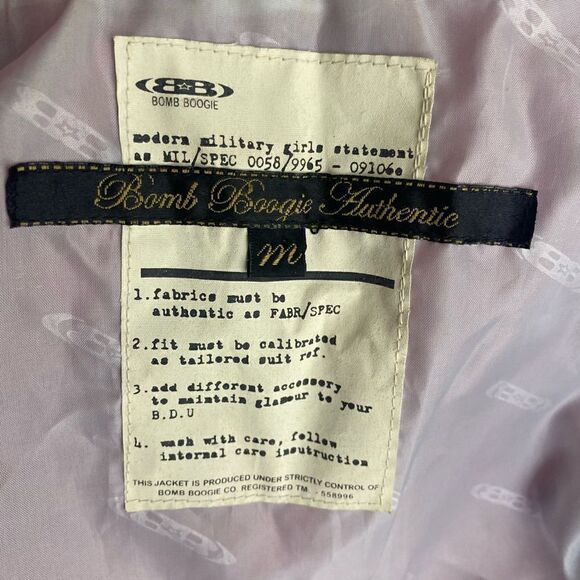 BB
BOMB BOOGIE
modern military girls statement
as MIL/SPEC 0058/9965 - 09106e
Bomb Boogie Authentic
m
1. fabrics must be
authentic as FABR/SPEC
2. fit must be calibrated
as tailored suit ref.
3. add different accessory
to maintain glamour to your
B.D.U
4. wash with care, follow
internal care insutruction
THIS JACKET IS PRODUCED UNDER STRICTLY CONTROL OF
BOMB BOOGIE CO. REGISTERED TM. - 558996